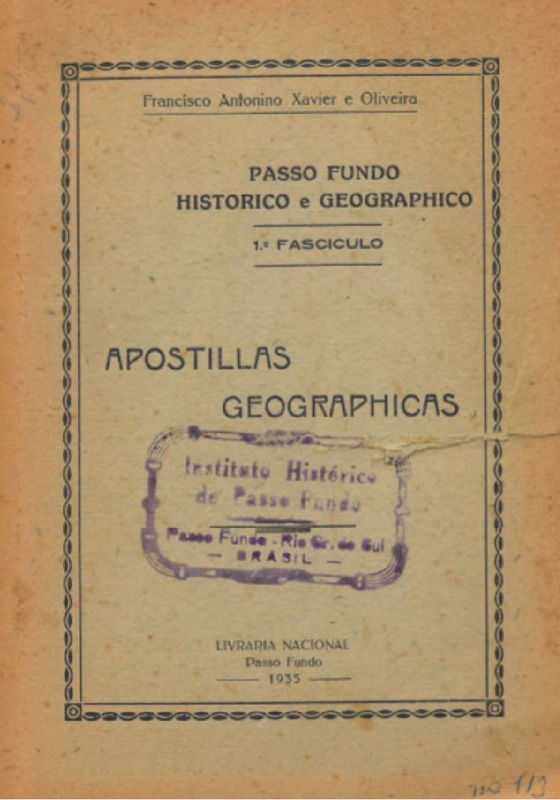 Francisco Antonino Xavier e Oliveira
PASSO FUNDO
HISTORICO e GEOGRAPHICO
1.º FASCICULO
APOSTILLAS
GEOGRAPHICAS
Instituto Histórico
de Passo Fundo
Passo Fundo - Rio Gr. do Sul
— BRASIL —
LIVRARIA NACIONAL
Passo Fundo
— 1935 —